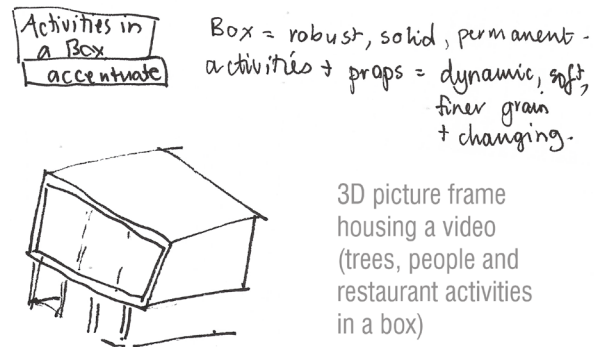 Activities in
a Box
accentuate
Box = robust, solid, permanent -
activities + props = dynamic, soft,
finer grain
+ changing.
3D picture frame
housing a video
(trees, people and
restaurant activities
in a box)